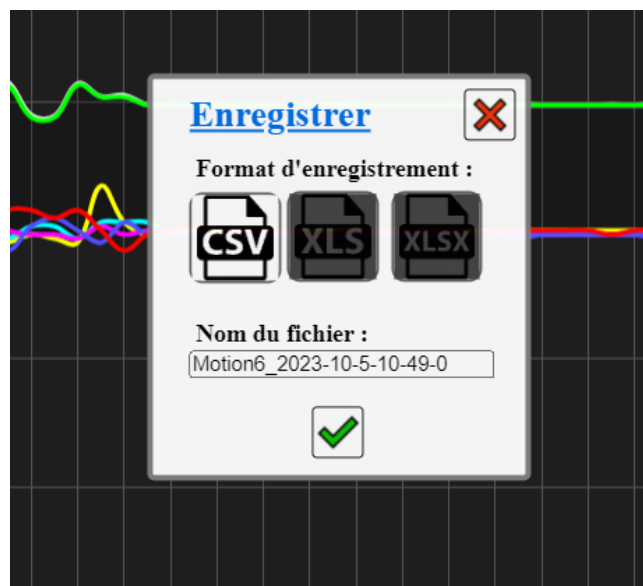 Enregistrer
Format d'enregistrement :
CSV XLS XLSX
Nom du fichier :
Motion6_2023-10-5-10-49-0